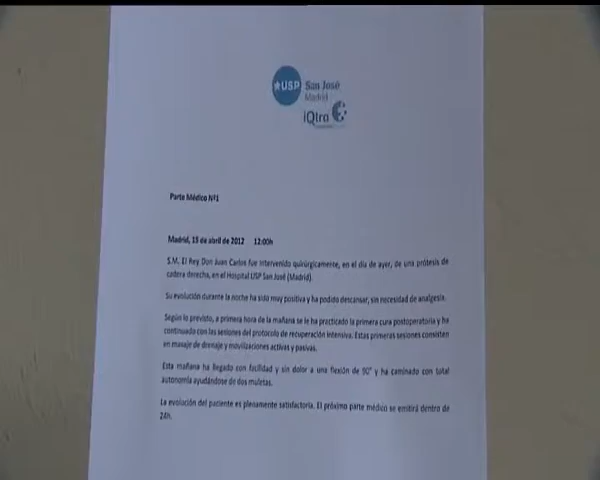 ★USP San José
Madrid
iQtra
Parte Médico Nº1
Madrid, 15 de abril de 2012 12:00h
S.M. El Rey Don Juan Carlos fue intervenido quirúrgicamente, en el día de ayer, de una prótesis de
cadera derecha, en el Hospital USP San José (Madrid).
Su evolución durante la noche ha sido muy positiva y ha podido descansar, sin necesidad de analgesia.
Según lo previsto, a primera hora de la mañana se le ha practicado la primera cura postoperatoria y ha
continuado con las sesiones del protocolo de recuperación intensiva. Estas primeras sesiones consisten
en masaje de drenaje y movilizaciones activas y pasivas.
Esta mañana ha llegado con facilidad y sin dolor a una flexión de 90° y ha caminado con total
autonomía ayudándose de dos muletas.
La evolución del paciente es plenamente satisfactoria. El próximo parte médico se emitirá dentro de
24h.